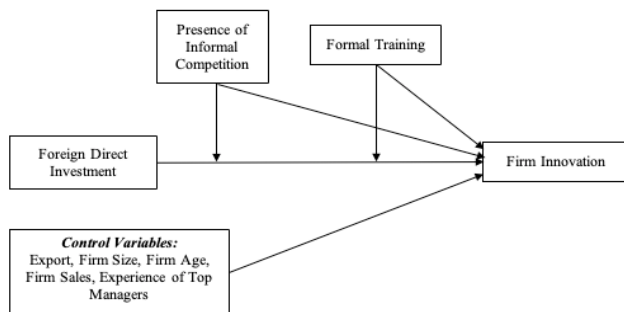 Presence of
Informal
Competition
Formal Training
Foreign Direct
Investment
Firm Innovation
Control Variables:
Export, Firm Size, Firm Age,
Firm Sales, Experience of Top
Managers